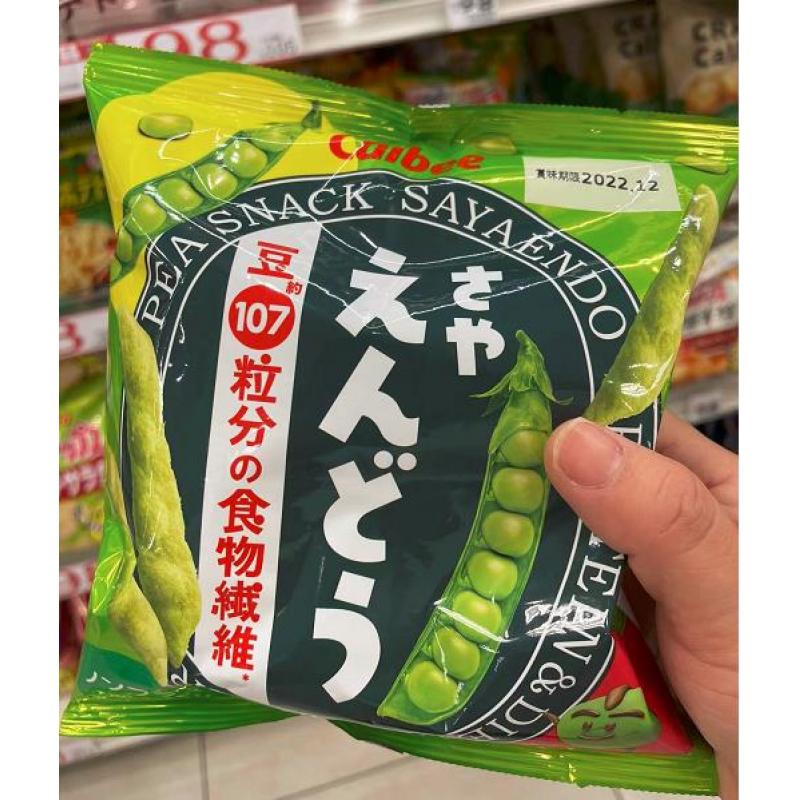 98
Calbee
賞味期限2022.12
PEA SNACK SAYAENDO
さや
えんどう
豆約
107
粒分の食物繊維*